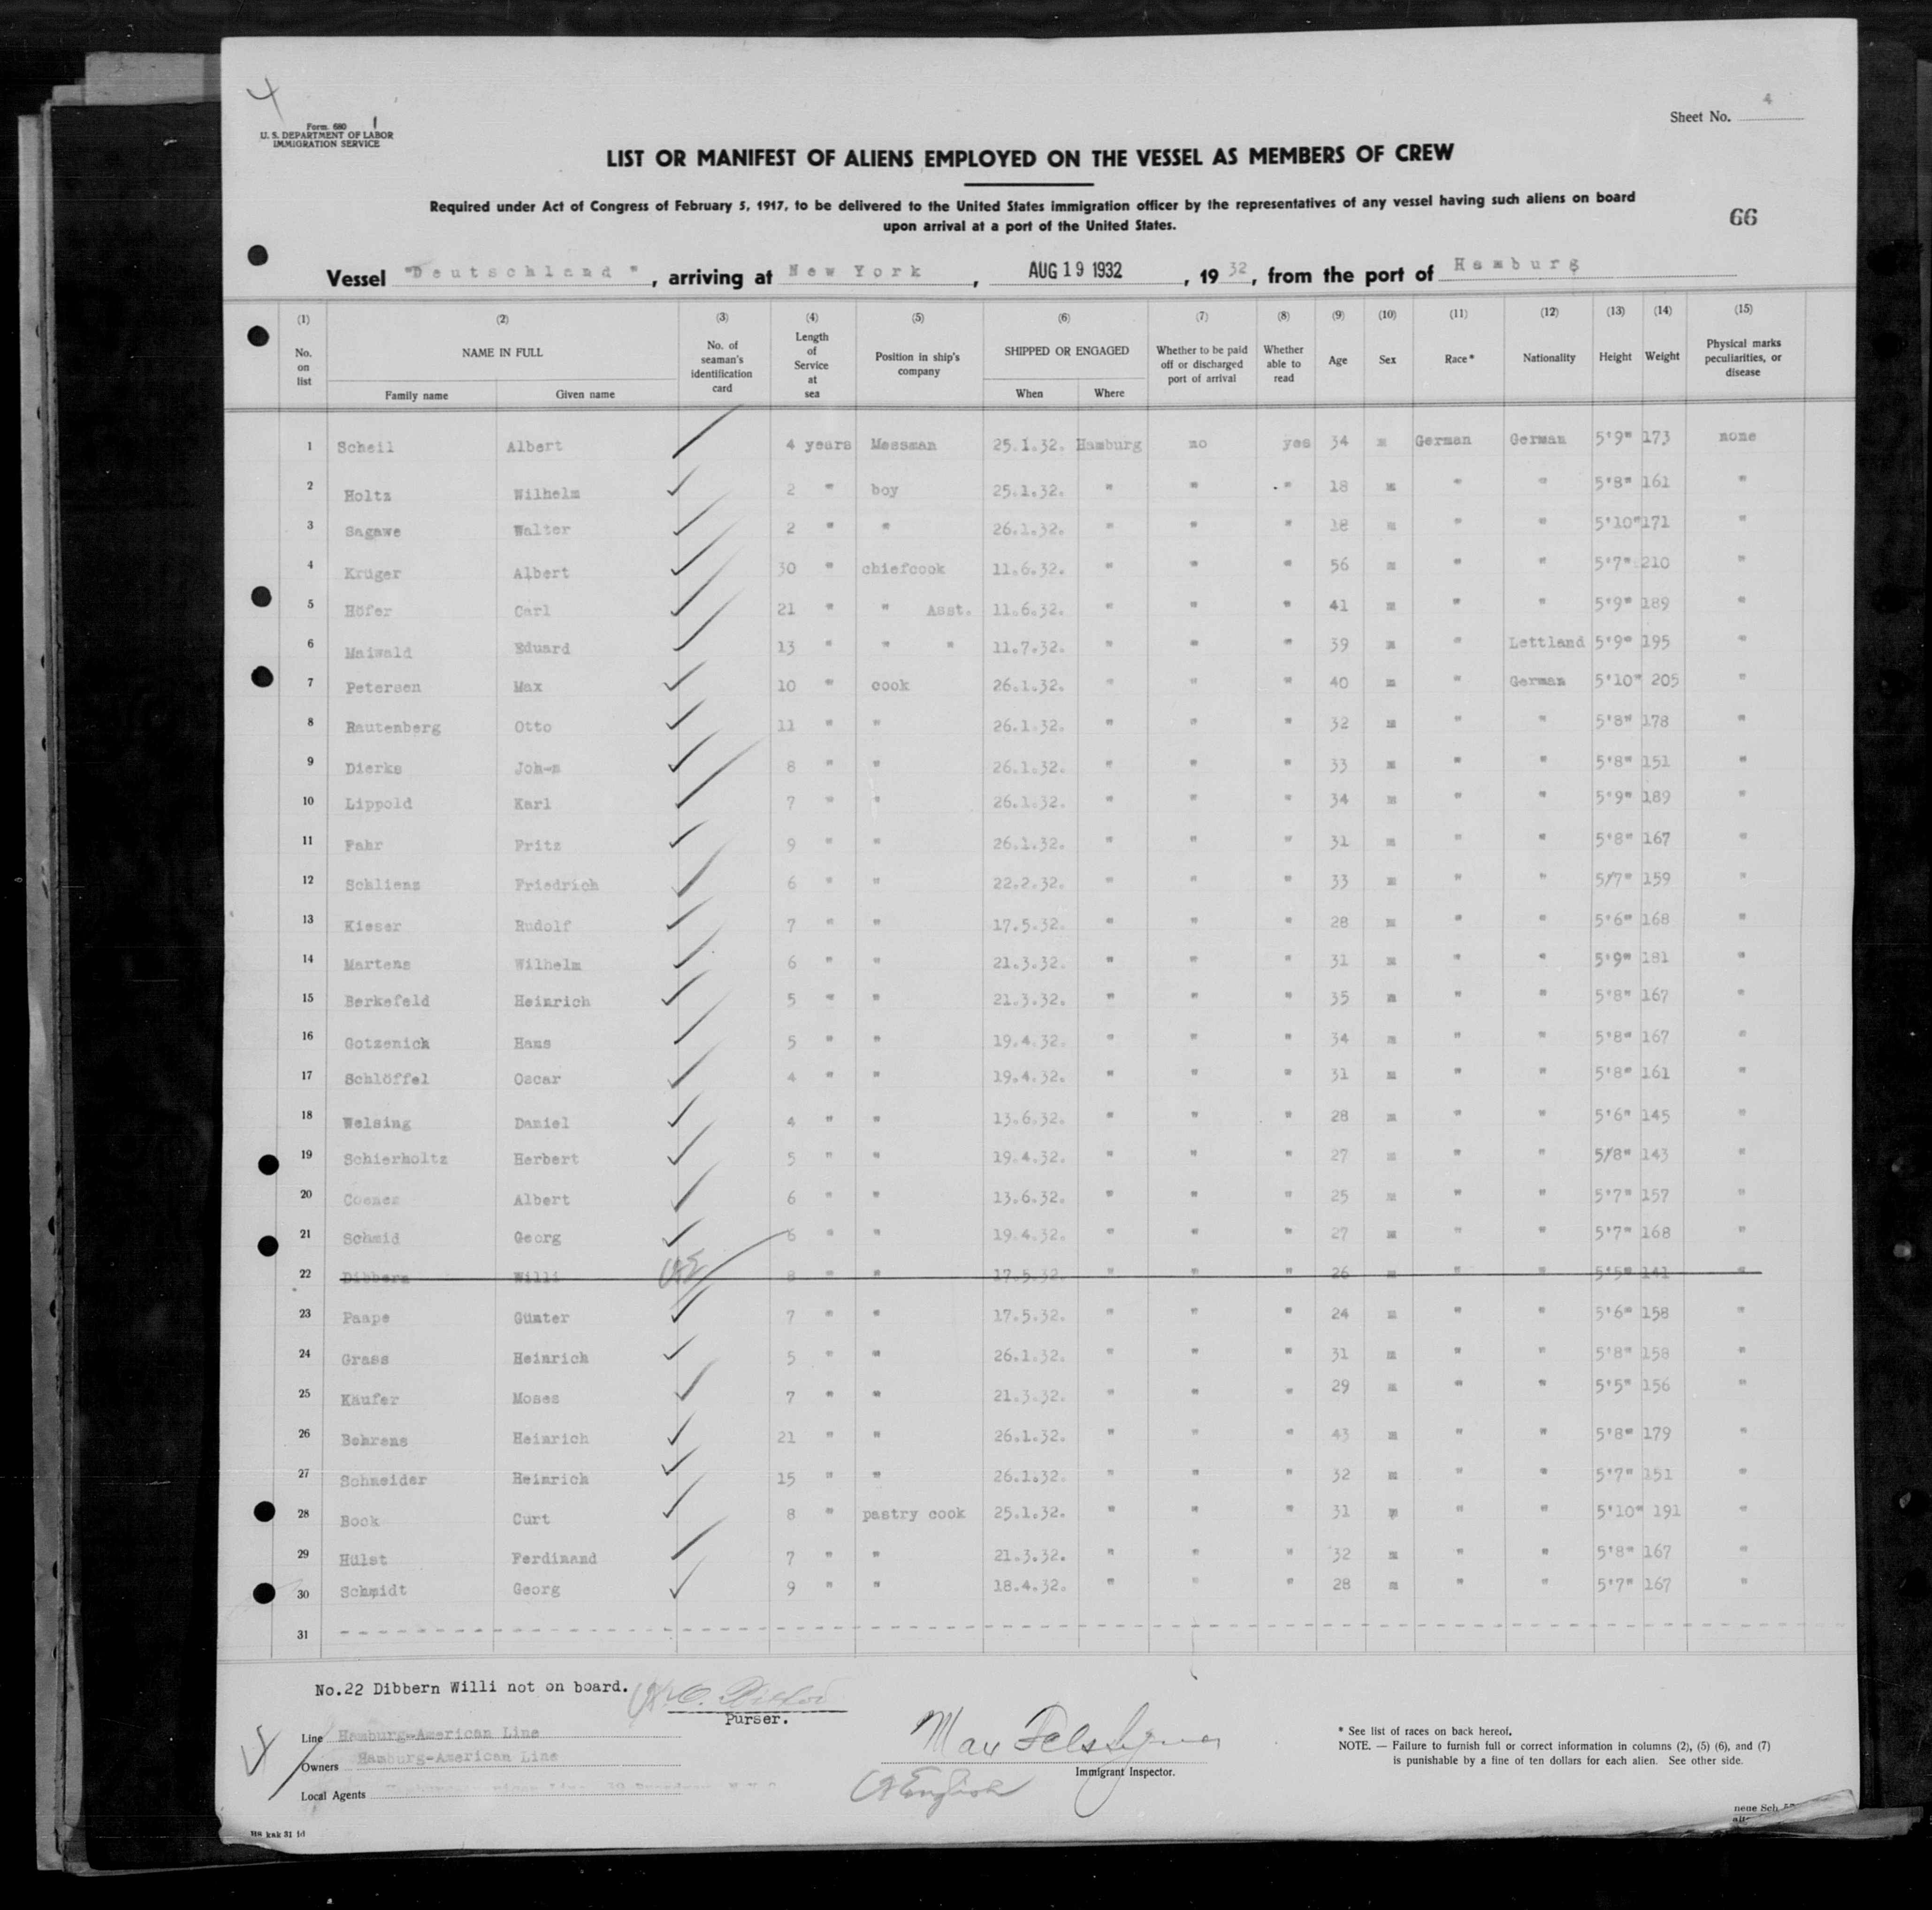 4
Form 680
U. S. DEPARTMENT OF LABOR
IMMIGRATION SERVICE
Sheet No. 4
LIST OR MANIFEST OF ALIENS EMPLOYED ON THE VESSEL AS MEMBERS OF CREW
Required under Act of Congress of February 5, 1917, to be delivered to the United States immigration officer by the representatives of any vessel having such aliens on board
upon arrival at a port of the United States.
66
Vessel "Deutschland", arriving at New York, AUG 19 1932, 1932, from the port of Hamburg
(1) (2) (3) (4) (5) (6) (7) (8) (9) (10) (11) (12) (13) (14) (15)
No. on list NAME IN FULL Family name Given name No. of seaman's identification card Length of Service at sea Position in ship's company SHIPPED OR ENGAGED When Where Whether to be paid off or discharged port of arrival Whether able to read Age Sex Race* Nationality Height Weight Physical marks peculiarities, or disease
1 Scheil Albert 4 years Messman 25.1.32. Hamburg no yes 34 m German German 5'9" 173 none
2 Holtz Wilhelm 2 " boy 25.1.32. " " " 18 m " " 5'8" 161 "
3 Sagawe Walter 2 " " 26.1.32. " " " 18 m " " 5'10" 171 "
4 Krüger Albert 30 " chiefcook 11.6.32. " " " 56 m " " 5'7" 210 "
5 Höfer Carl 21 " " Asst. 11.6.32. " " " 41 m " " 5'9" 189 "
6 Maiwald Eduard 13 " " " 11.7.32. " " " 39 m " Lettland 5'9" 195 "
7 Petersen Max 10 " cook 26.1.32. " " " 40 m " German 5'10" 205 "
8 Rautenberg Otto 11 " " 26.1.32. " " " 32 m " " 5'8" 178 "
9 Dierks Joh-n 8 " " 26.1.32. " " " 33 m " " 5'8" 151 "
10 Lippold Karl 7 " " 26.1.32. " " " 34 m " " 5'9" 189 "
11 Fahr Fritz 9 " " 26.1.32. " " " 31 m " " 5'8" 167 "
12 Schlienz Friedrich 6 " " 22.2.32. " " " 33 m " " 5/7" 159 "
13 Kieser Rudolf 7 " " 17.5.32. " " " 28 m " " 5'6" 168 "
14 Martens Wilhelm 6 " " 21.3.32. " " " 31 m " " 5'9" 181 "
15 Berkefeld Heinrich 5 " " 21.3.32. " " " 35 m " " 5'8" 167 "
16 Gotzenich Hans 5 " " 19.4.32. " " " 34 m " " 5'8" 167 "
17 Schlöffel Oscar 4 " " 19.4.32. " " " 31 m " " 5'8" 161 "
18 Welsing Daniel 4 " " 13.6.32. " " " 28 m " " 5'6" 145 "
19 Schierholtz Herbert 5 " " 19.4.32. " " " 27 m " " 5/8" 143 "
20 Albert 6 " " 13.6.32. " " " 25 m " " 5'7" 157 "
21 Schmid Georg 6 " " 19.4.32. " " " 27 m " " 5'7" 168 "
22 Dibbern Willi 8 " " 17.5.32. " " " 26 m " " 5'5" 141 "
23 Paape Günter 7 " " 17.5.32. " " " 24 m " " 5'6" 158 "
24 Grass Heinrich 5 " " 26.1.32. " " " 31 m " " 5'8" 158 "
25 Käufer Moses 7 " " 21.3.32. " " " 29 m " " 5'5" 156 "
26 Behrens Heinrich 21 " " 26.1.32. " " " 43 m " " 5'8" 179 "
27 Schneider Heinrich 15 " " 26.1.32. " " " 32 m " " 5'7" 151 "
28 Book Curt 8 " pastry cook 25.1.32. " " " 31 m " " 5'10" 191 "
29 Hülst Ferdinand 7 " " 21.3.32. " " " 32 m " " 5'8" 167 "
30 Schmidt Georg 9 " " 18.4.32. " " " 28 m " " 5'7" 167 "
31
No.22 Dibbern Willi not on board.
Purser.
Line Hamburg-American Line
Owners Hamburg-American Line
Local Agents
Max
Immigrant Inspector.
* See list of races on back hereof.
NOTE. — Failure to furnish full or correct information in columns (2), (5) (6), and (7)
is punishable by a fine of ten dollars for each alien. See other side.
neue Sch